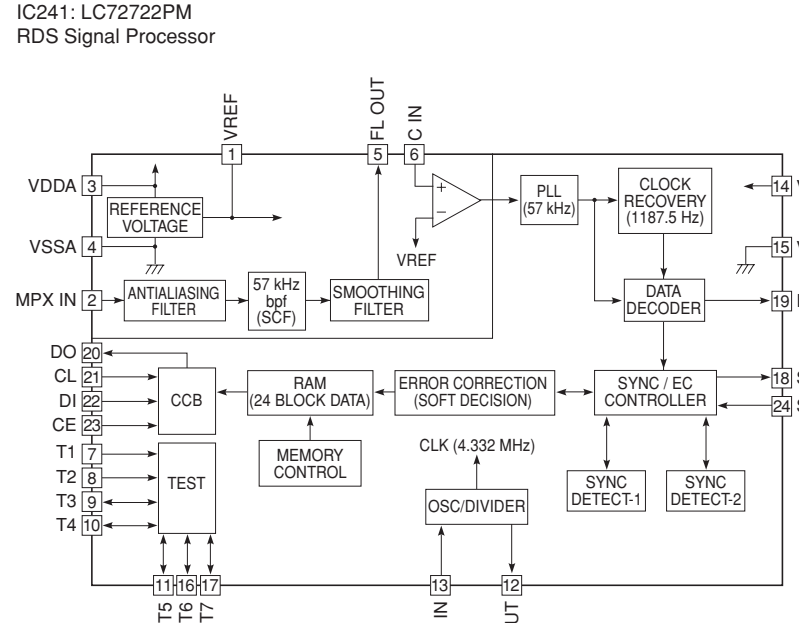 IC241: LC72722PM
RDS Signal Processor
VREF
FL OUT
C IN
1
5
6
VDDA 3
REFERENCE
VOLTAGE
VSSA 4
+
−
VREF
PLL
(57 kHz)
CLOCK
RECOVERY
(1187.5 Hz)
14 V
15 V
MPX IN 2
ANTIALIASING
FILTER
57 kHz
bpf
(SCF)
SMOOTHING
FILTER
DATA
DECODER
19
DO 20
CL 21
DI 22
CE 23
CCB
RAM
(24 BLOCK DATA)
ERROR CORRECTION
(SOFT DECISION)
SYNC / EC
CONTROLLER
18 S
24 S
MEMORY
CONTROL
CLK (4.332 MHz)
T1 7
T2 8
T3 9
T4 10
TEST
OSC/DIVIDER
SYNC
DETECT-1
SYNC
DETECT-2
11
16
17
13
12
T5
T6
T7
IN
UT